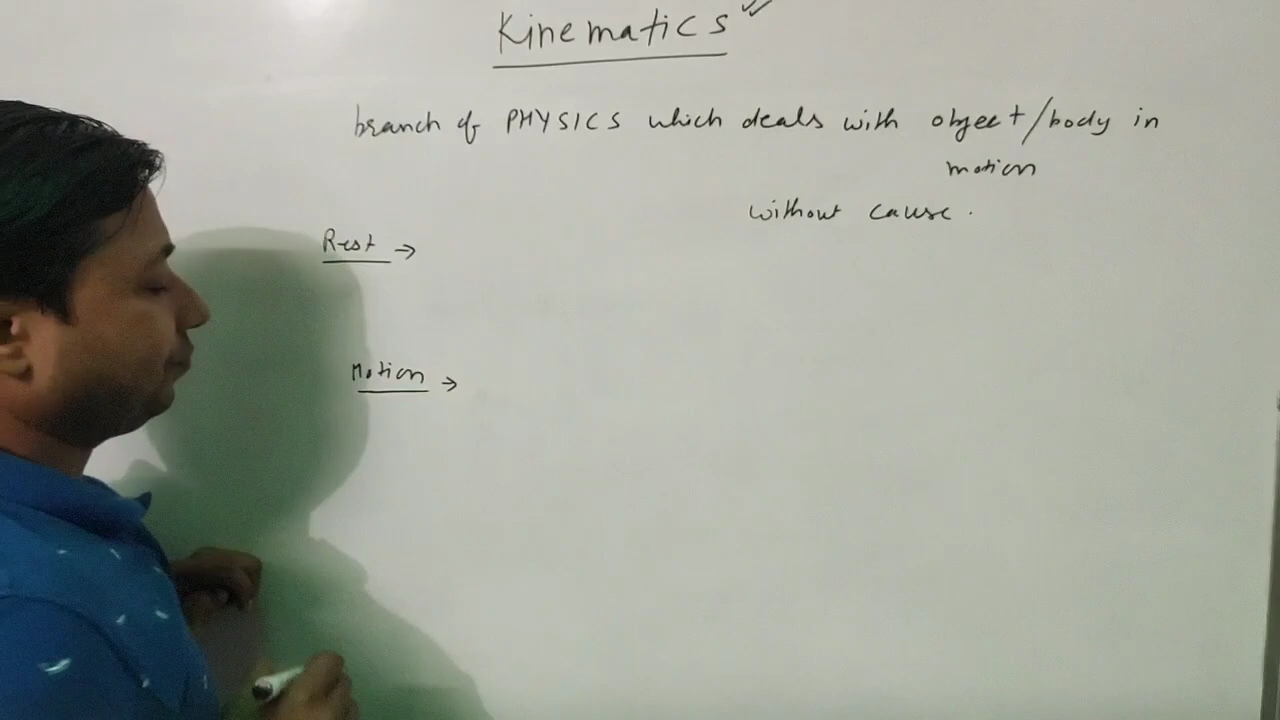 Kinematics
branch of PHYSICS which deals with object/body in
motion
without cause.
Rest →
Motion →